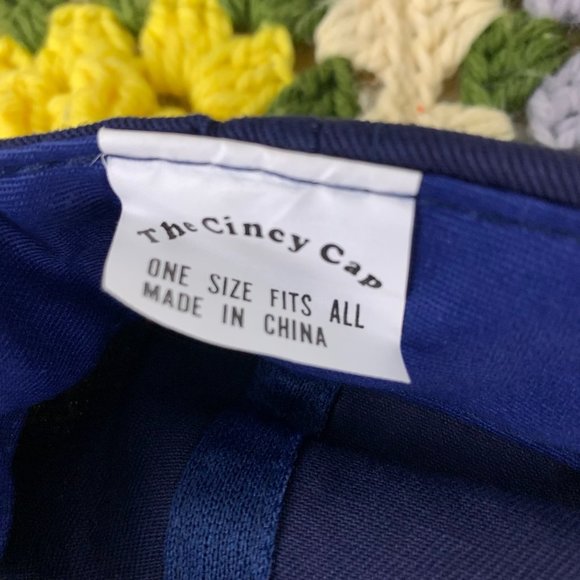 The Cincy Cap
ONE SIZE FITS ALL
MADE IN CHINA